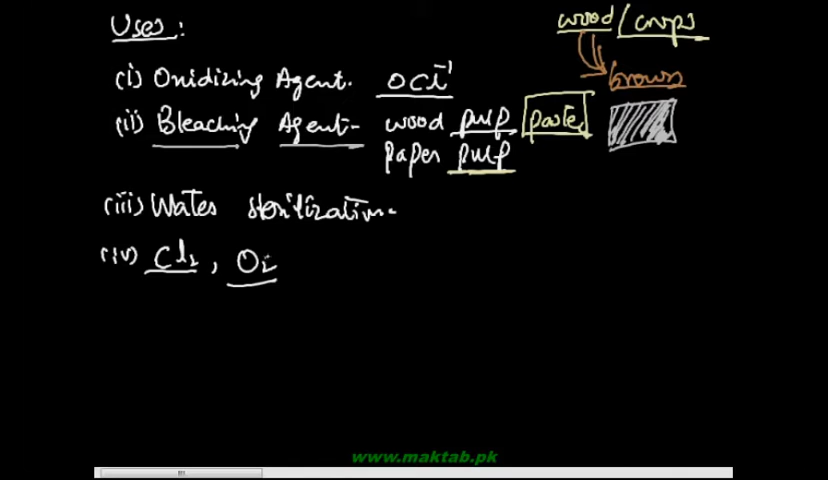 Uses:
wood / crops
brown
(i) Oxidizing Agent. OCl⁻¹
(ii) Bleaching Agent- wood pulp paste
paper pulp
(iii) Water sterilization.
(iv) Cl₂, O₂
www.maktab.pk